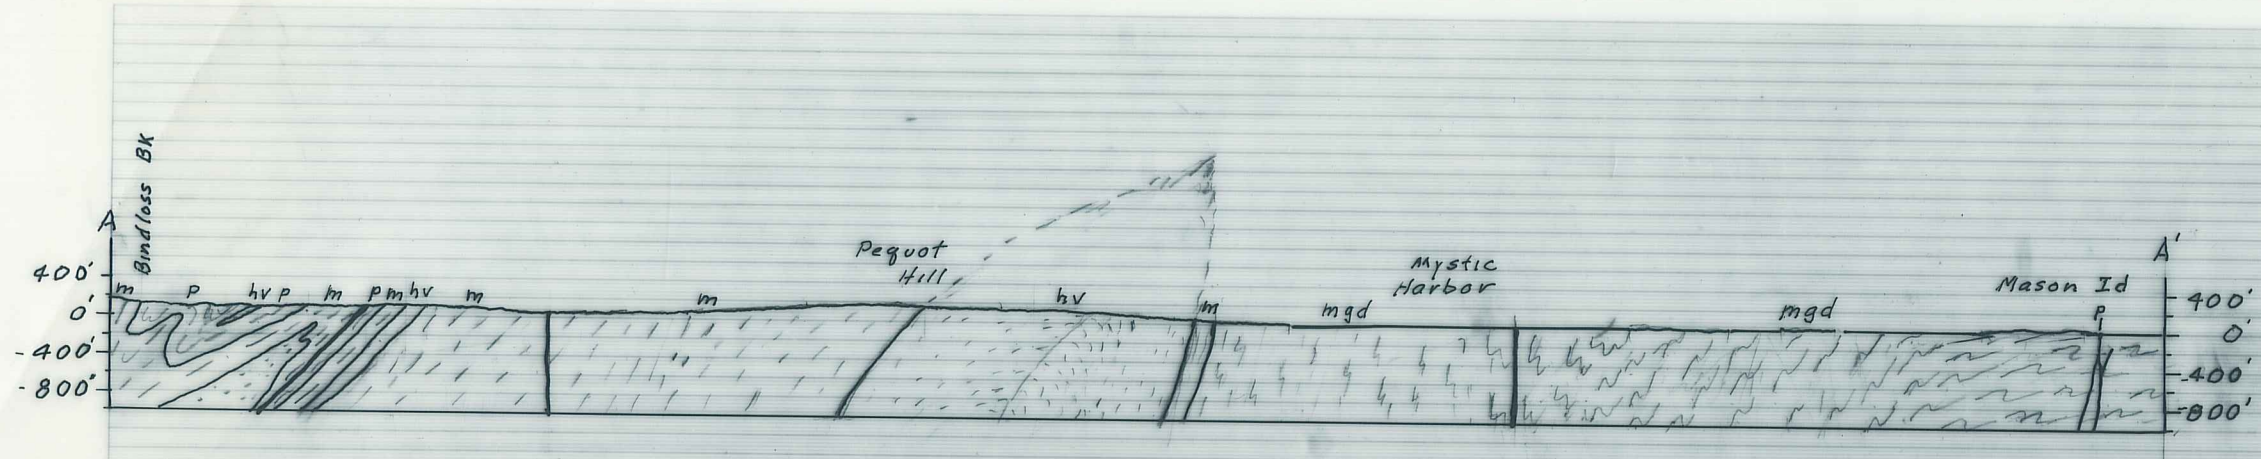 Bindloss BK
A
400'
0'
-400'
-800'
m p hv p m p m hv m m hv m mgd mgd p
Pequot
Hill
Mystic
Harbor
Mason Id
A'
400'
0'
-400'
-800'